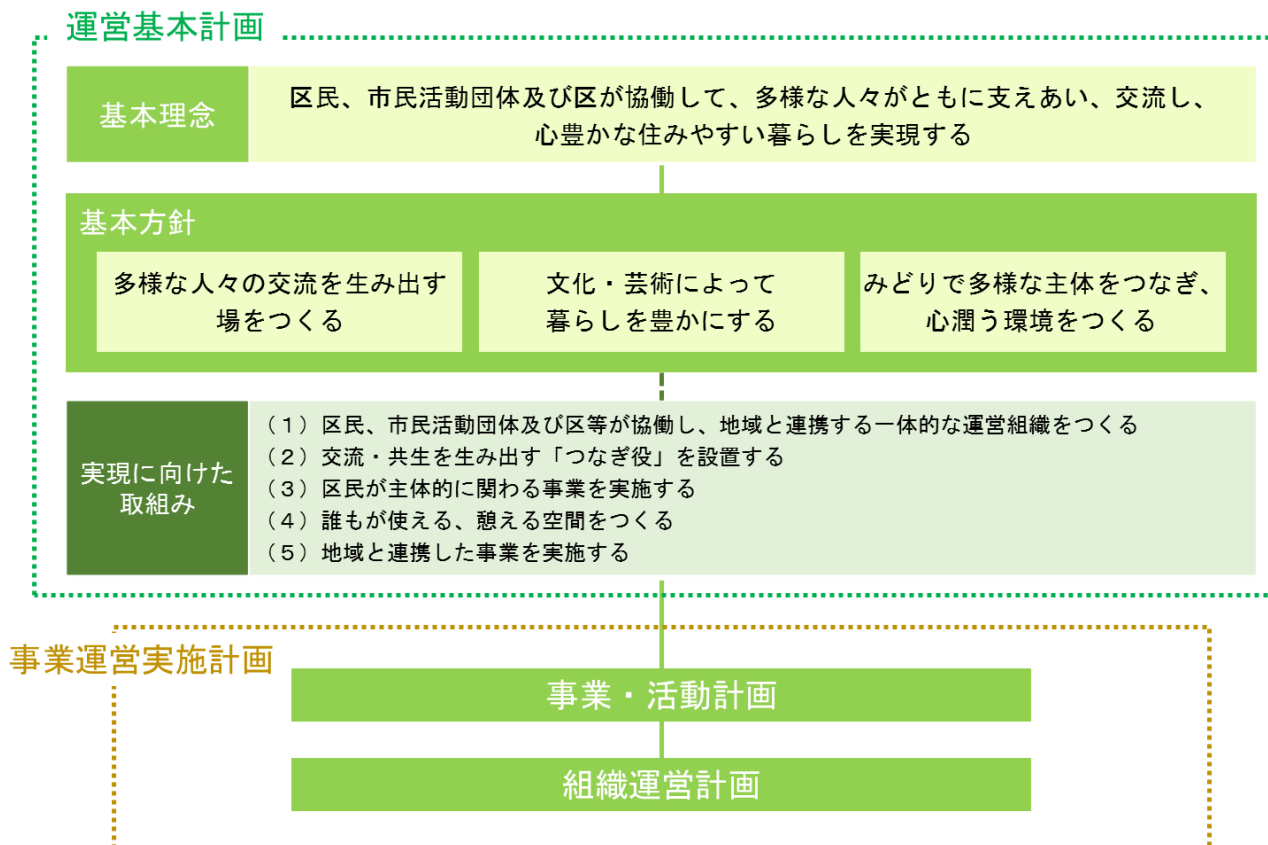 運営基本計画
基本理念
区民、市民活動団体及び区が協働して、多様な人々がともに支えあい、交流し、
心豊かな住みやすい暮らしを実現する
基本方針
多様な人々の交流を生み出す
場をつくる
文化・芸術によって
暮らしを豊かにする
みどりで多様な主体をつなぎ、
心潤う環境をつくる
実現に向けた
取組み
（１）区民、市民活動団体及び区等が協働し、地域と連携する一体的な運営組織をつくる
（２）交流・共生を生み出す「つなぎ役」を設置する
（３）区民が主体的に関わる事業を実施する
（４）誰もが使える、憩える空間をつくる
（５）地域と連携した事業を実施する
事業運営実施計画
事業・活動計画
組織運営計画